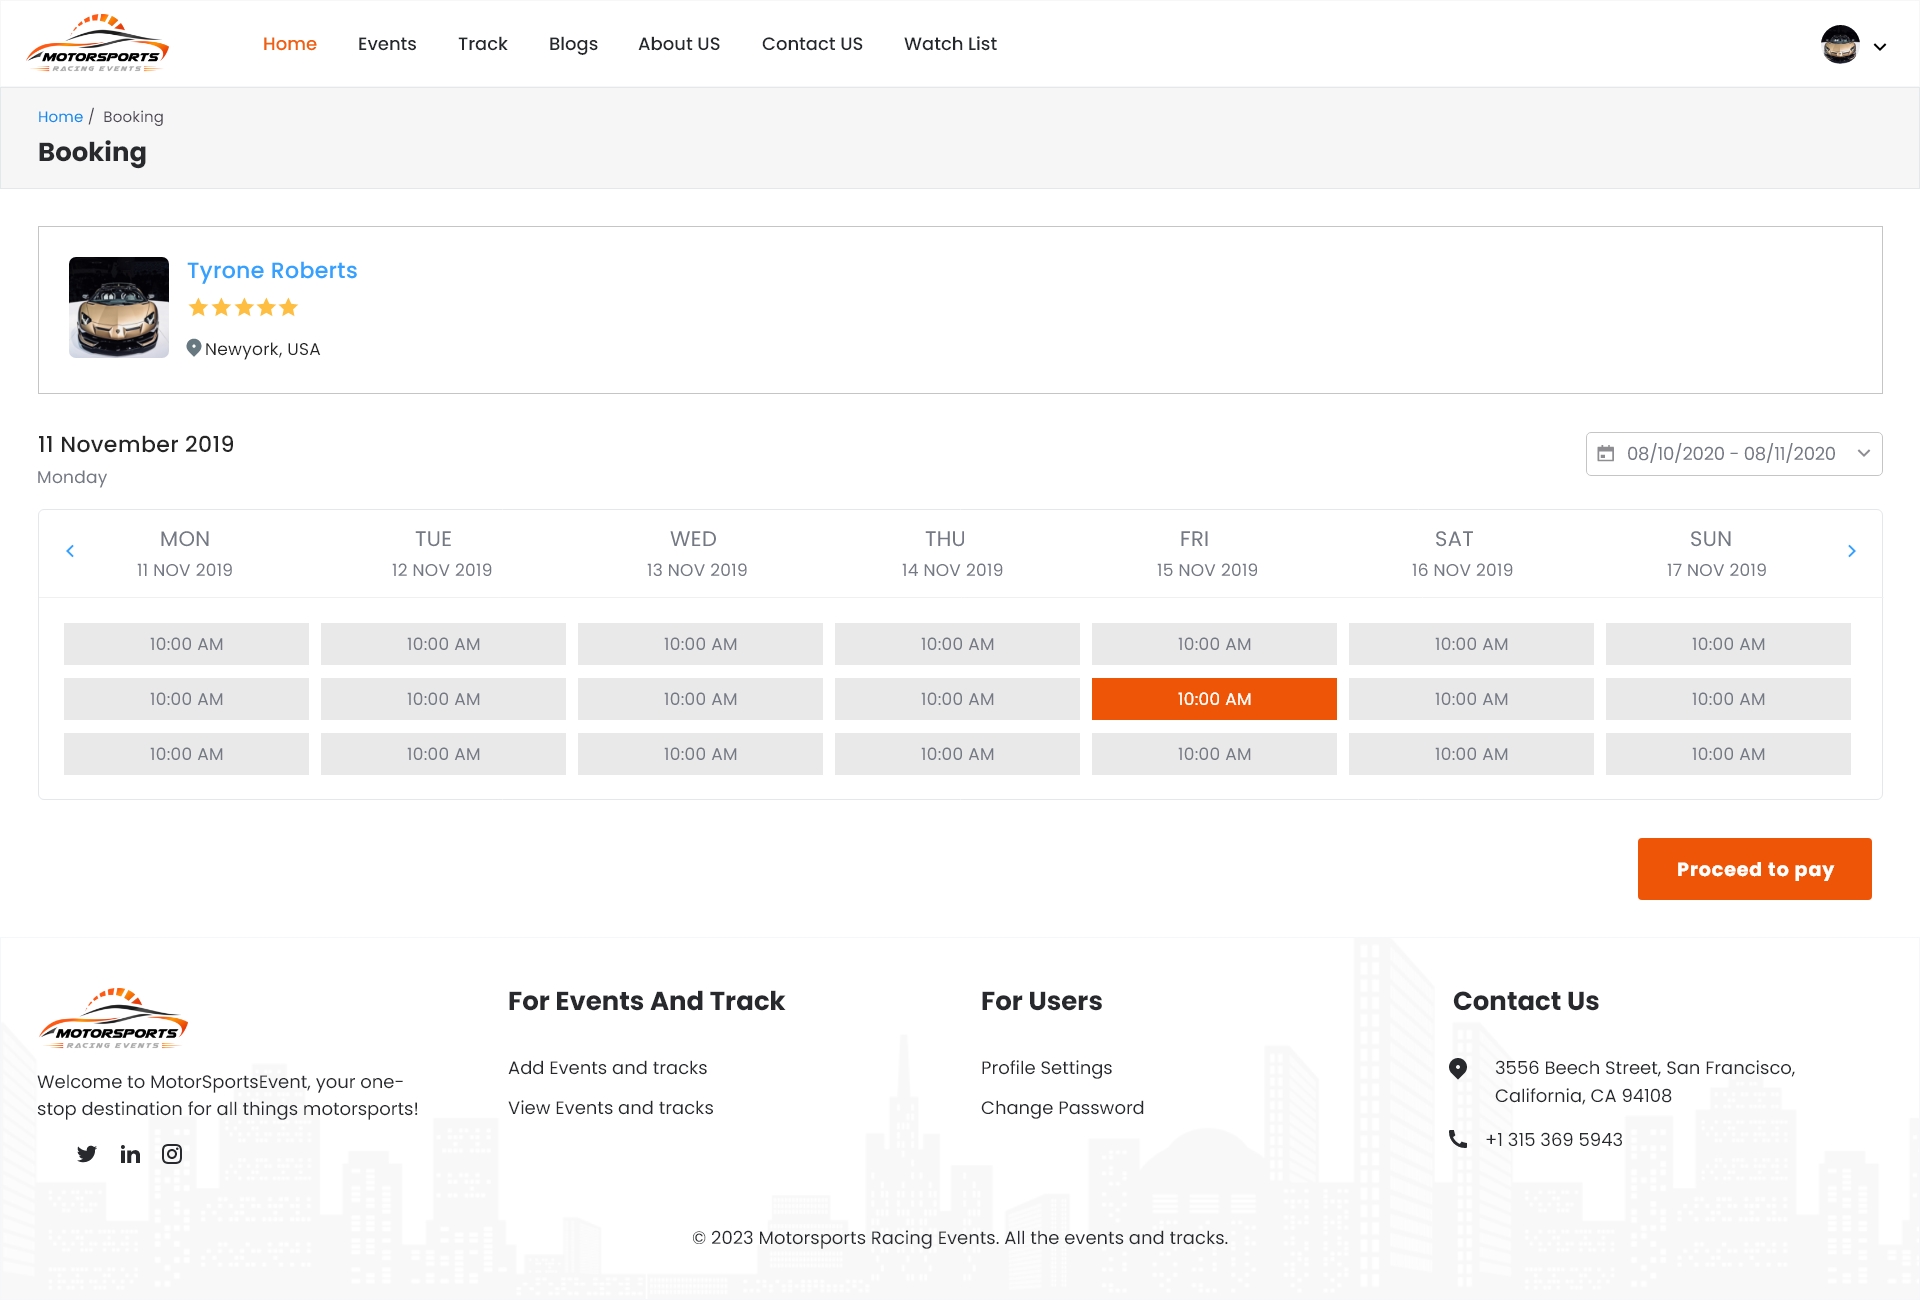 MOTORSPORTS
RACING EVENTS
Home Events Track Blogs About US Contact US Watch List
Home / Booking
Booking
Tyrone Roberts
Newyork, USA
11 November 2019
Monday
08/10/2020 - 08/11/2020
MON TUE WED THU FRI SAT SUN
11 NOV 2019 12 NOV 2019 13 NOV 2019 14 NOV 2019 15 NOV 2019 16 NOV 2019 17 NOV 2019
10:00 AM 10:00 AM 10:00 AM 10:00 AM 10:00 AM 10:00 AM 10:00 AM
10:00 AM 10:00 AM 10:00 AM 10:00 AM 10:00 AM 10:00 AM 10:00 AM
10:00 AM 10:00 AM 10:00 AM 10:00 AM 10:00 AM 10:00 AM 10:00 AM
Proceed to pay
MOTORSPORTS
RACING EVENTS
Welcome to MotorSportsEvent, your one-
stop destination for all things motorsports!
For Events And Track
Add Events and tracks
View Events and tracks
For Users
Profile Settings
Change Password
Contact Us
3556 Beech Street, San Francisco,
California, CA 94108
+1 315 369 5943
© 2023 Motorsports Racing Events. All the events and tracks.